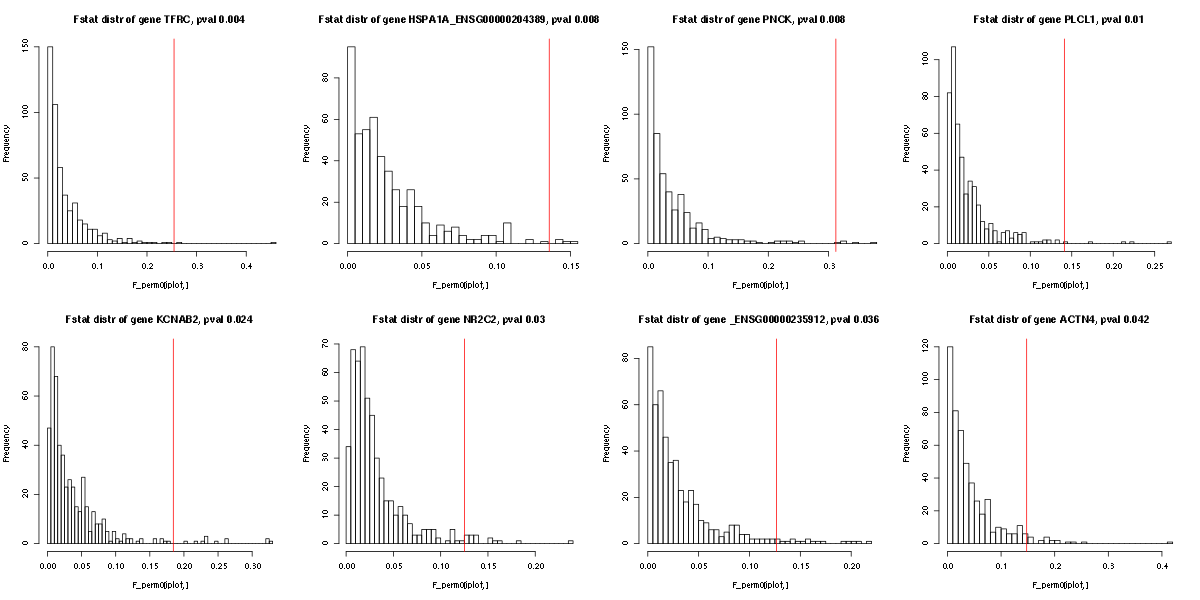 Fstat distr of gene TFRC, pval 0.004
Frequency
0 50 100 150
0.0 0.1 0.2 0.3 0.4
F_perm0[iplot, ]
Fstat distr of gene HSPA1A_ENSG00000204389, pval 0.008
Frequency
0 20 40 60 80
0.00 0.05 0.10 0.15
F_perm0[iplot, ]
Fstat distr of gene PNCK, pval 0.008
Frequency
0 50 100 150
0.0 0.1 0.2 0.3
F_perm0[iplot, ]
Fstat distr of gene PLCL1, pval 0.01
Frequency
0 20 40 60 80 100
0.00 0.05 0.10 0.15 0.20 0.25
F_perm0[iplot, ]
Fstat distr of gene KCNAB2, pval 0.024
Frequency
0 20 40 60 80
0.00 0.05 0.10 0.15 0.20 0.25 0.30
F_perm0[iplot, ]
Fstat distr of gene NR2C2, pval 0.03
Frequency
0 10 20 30 40 50 60 70
0.00 0.05 0.10 0.15 0.20
F_perm0[iplot, ]
Fstat distr of gene _ENSG00000235912, pval 0.036
Frequency
0 20 40 60 80
0.00 0.05 0.10 0.15 0.20
F_perm0[iplot, ]
Fstat distr of gene ACTN4, pval 0.042
Frequency
0 20 40 60 80 100 120
0.0 0.1 0.2 0.3 0.4
F_perm0[iplot, ]